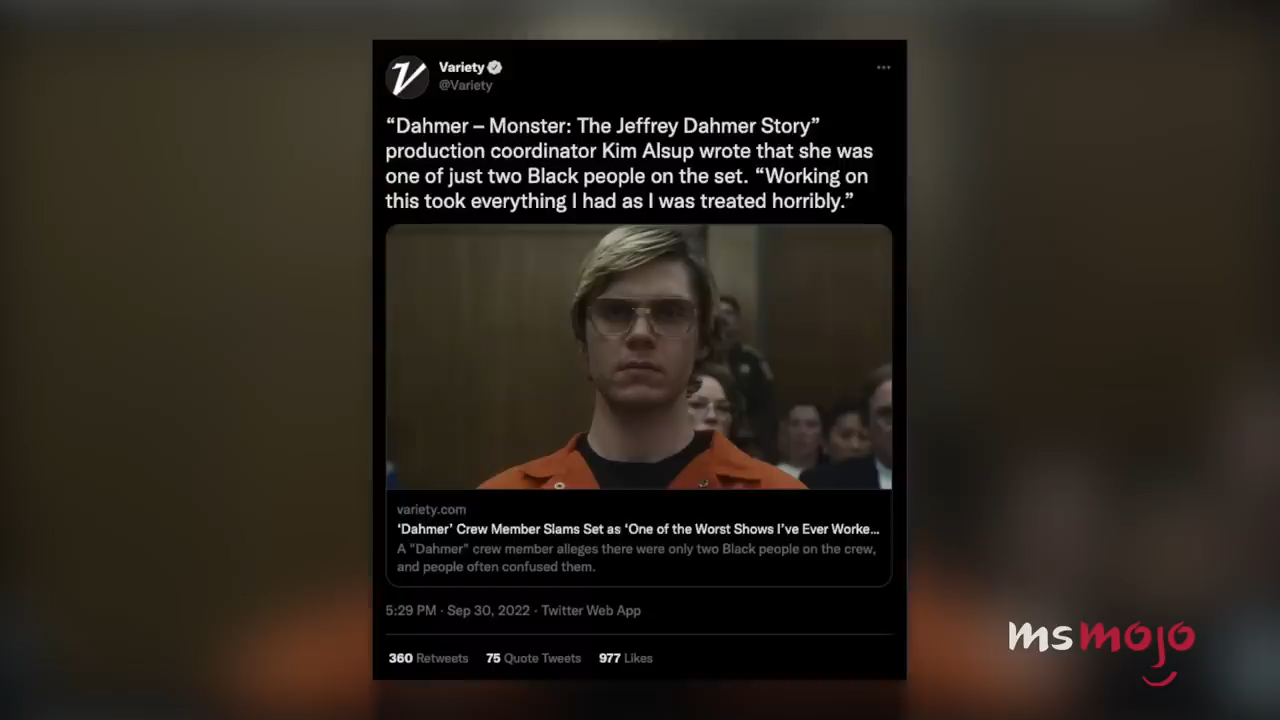 Variety
@Variety
“Dahmer – Monster: The Jeffrey Dahmer Story”
production coordinator Kim Alsup wrote that she was
one of just two Black people on the set. “Working on
this took everything I had as I was treated horribly.”
variety.com
‘Dahmer’ Crew Member Slams Set as ‘One of the Worst Shows I’ve Ever Worke...
A "Dahmer" crew member alleges there were only two Black people on the crew,
and people often confused them.
5:29 PM · Sep 30, 2022 · Twitter Web App
360 Retweets 75 Quote Tweets 977 Likes
msmojo